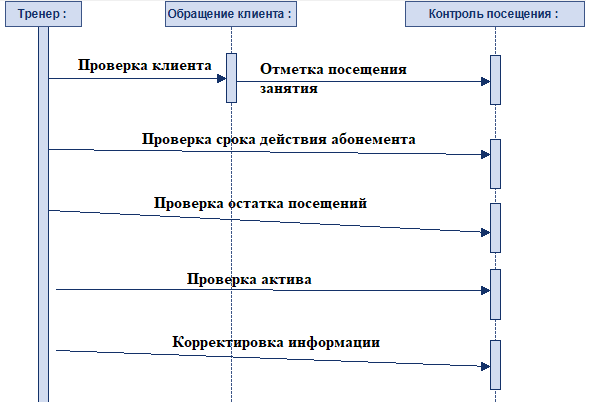 Тренер :
Обращение клиента :
Контроль посещения :
Проверка клиента
Отметка посещения
занятия
Проверка срока действия абонемента
Проверка остатка посещений
Проверка актива
Корректировка информации